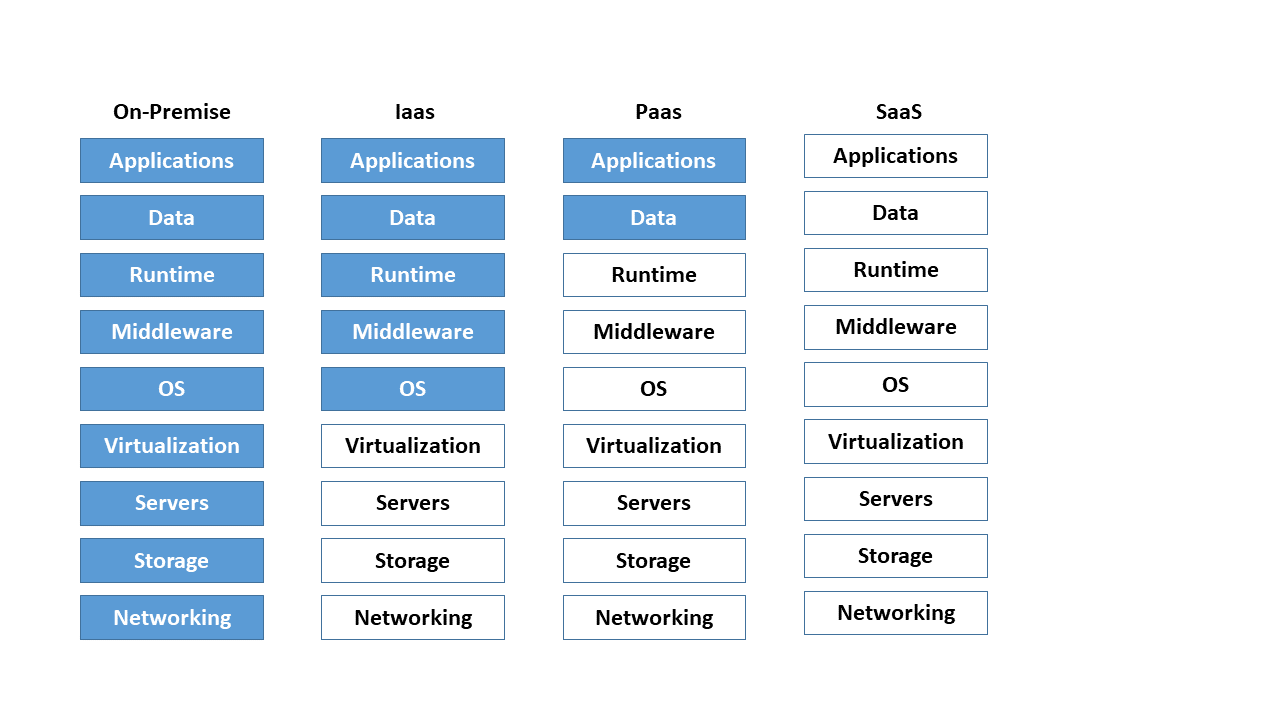 On-Premise
Iaas
Paas
SaaS
Applications
Applications
Applications
Applications
Data
Data
Data
Data
Runtime
Runtime
Runtime
Runtime
Middleware
Middleware
Middleware
Middleware
OS
OS
OS
OS
Virtualization
Virtualization
Virtualization
Virtualization
Servers
Servers
Servers
Servers
Storage
Storage
Storage
Storage
Networking
Networking
Networking
Networking